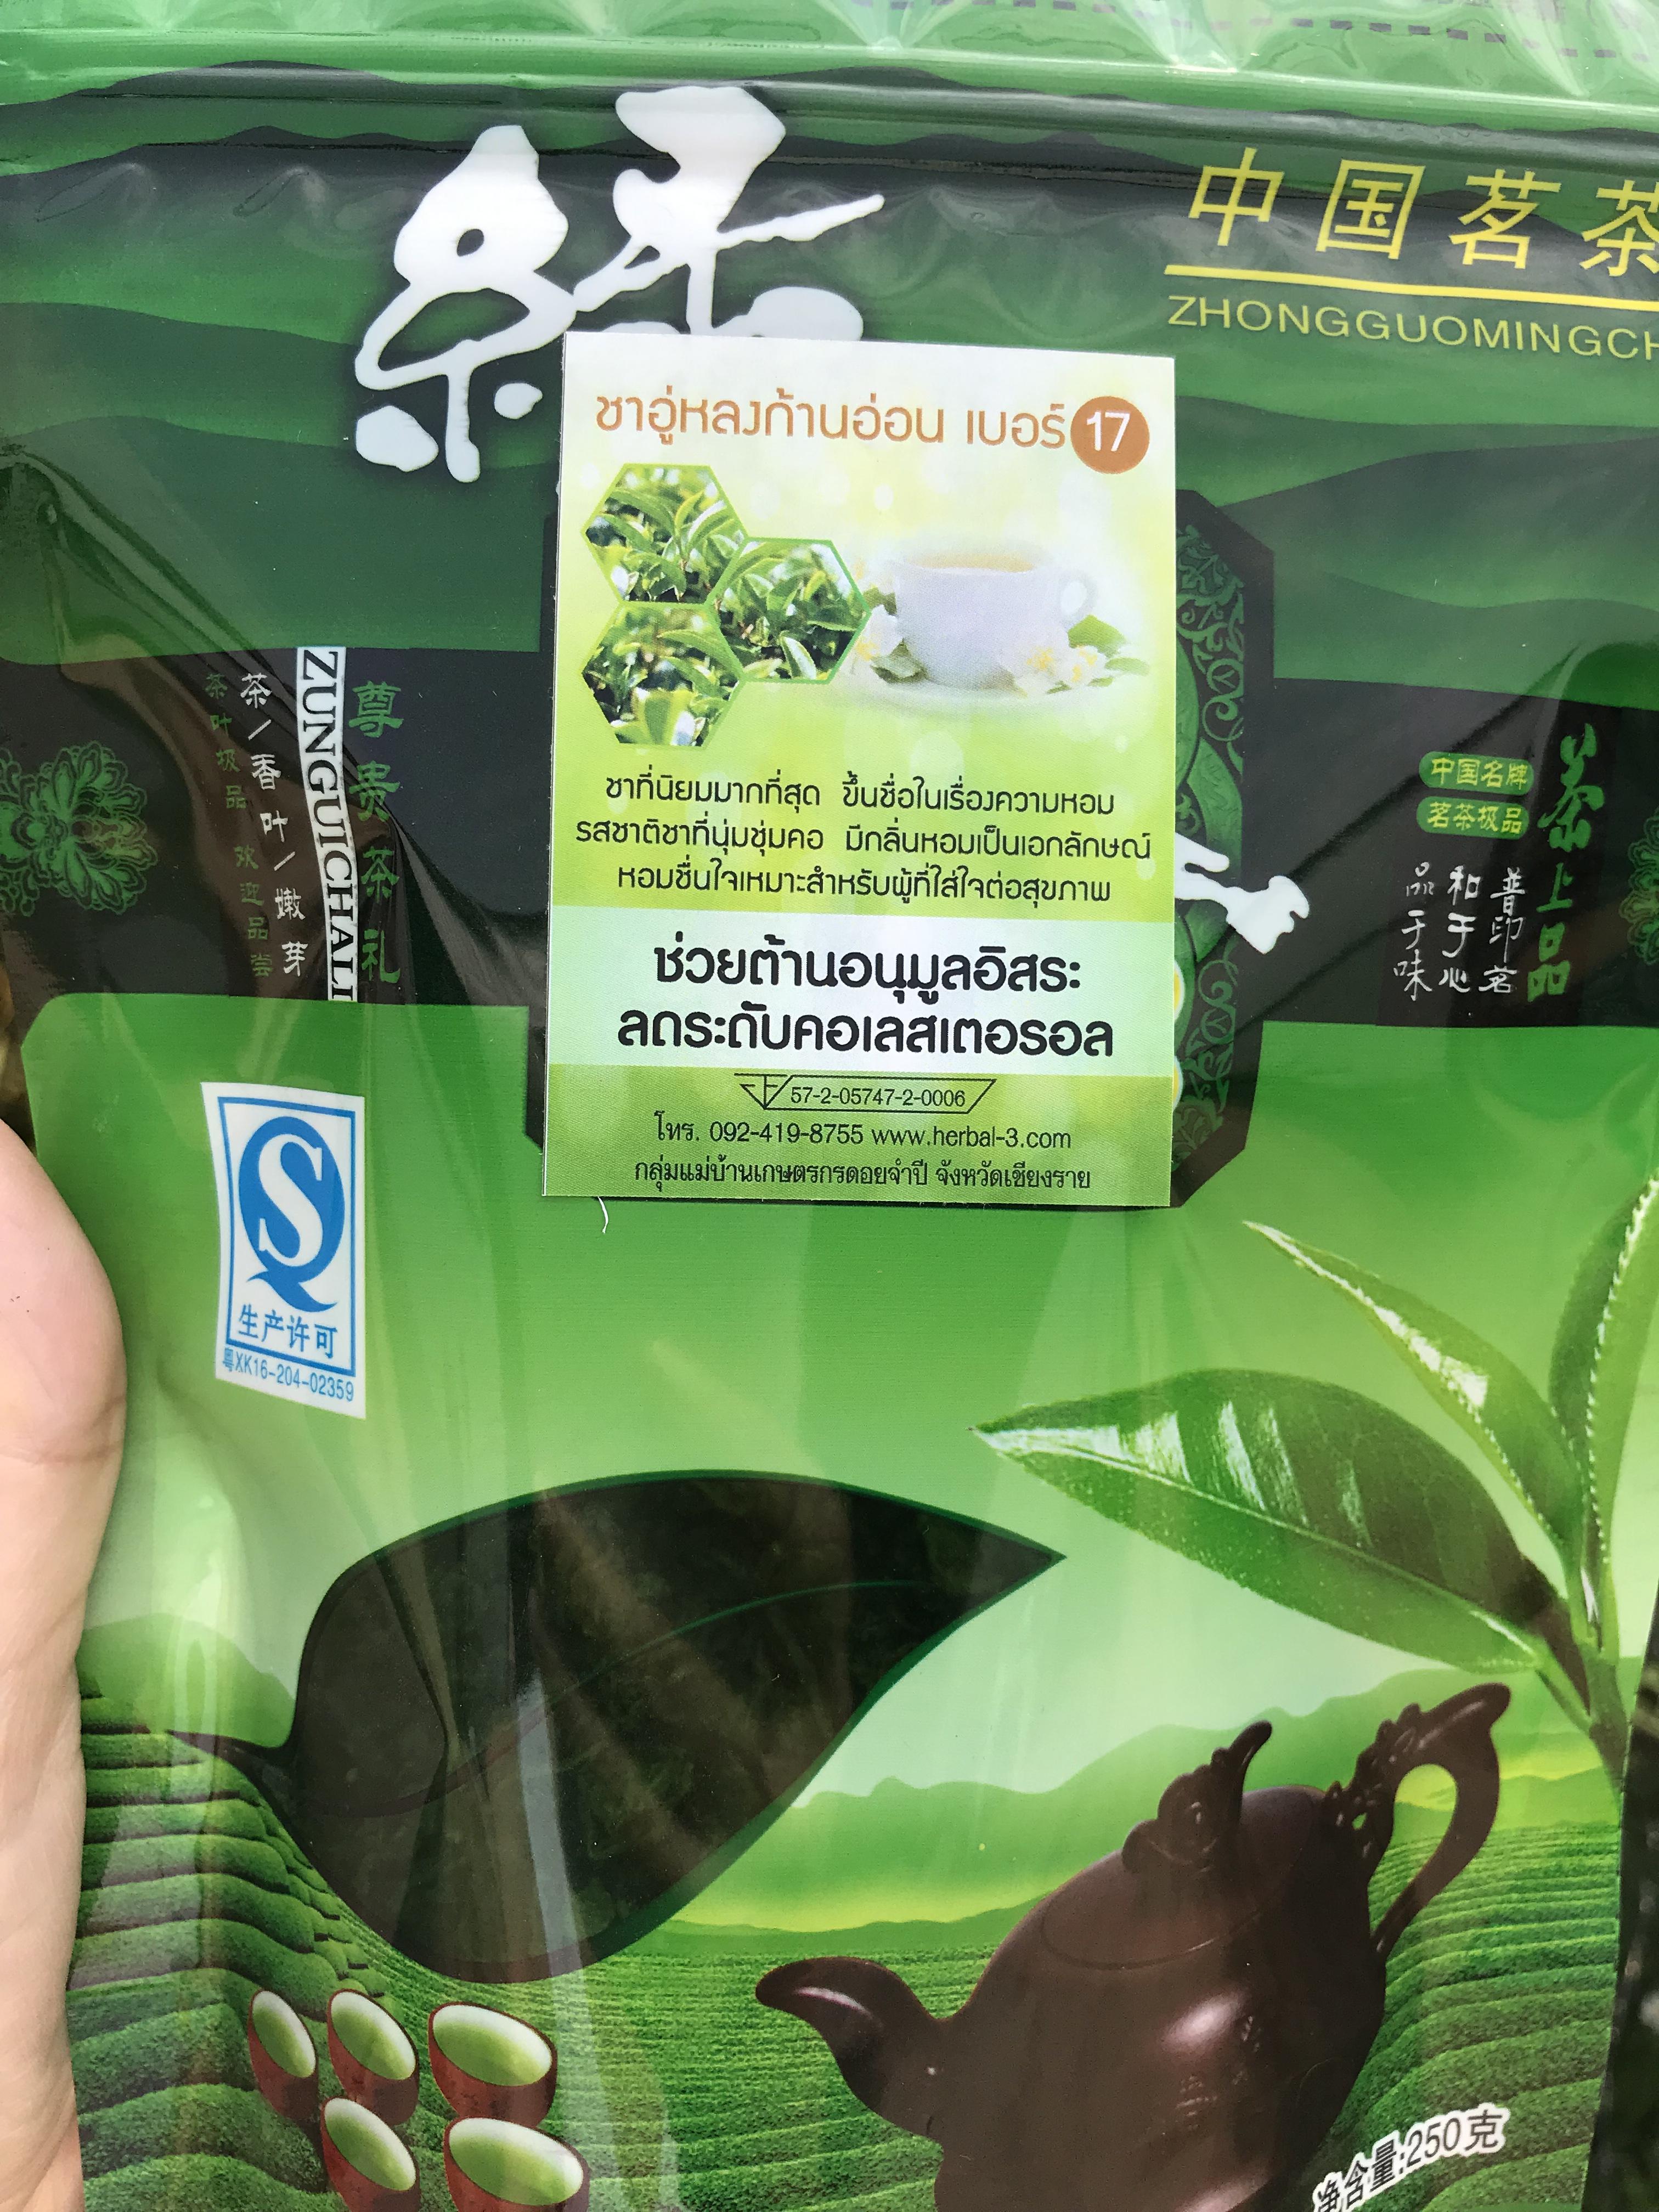 绿
中国茗茶
ZHONGGUOMINGCH
ชาอู่หลงก้านอ่อน เบอร์ 17
ชาที่นิยมมากที่สุด ขึ้นชื่อในเรื่องความหอม
รสชาติชาที่นุ่มชุ่มคอ มีกลิ่นหอมเป็นเอกลักษณ์
หอมชื่นใจเหมาะสำหรับผู้ที่ใส่ใจต่อสุขภาพ
ช่วยต้านอนุมูลอิสระ
ลดระดับคอเลสเตอรอล
57-2-05747-2-0006
โทร. 092-419-8755 www.herbal-3.com
กลุ่มแม่บ้านเกษตรกรดอยจำปี จังหวัดเชียงราย
尊贵茶礼
ZUNGUICHALI
茶/香叶/嫩芽
茶叶极品 欢迎品尝
中国名牌
茗茶极品
茶上品
普印茗
和于心
品于味
S
生产许可
粤XK16-204-02359
净含量:250克